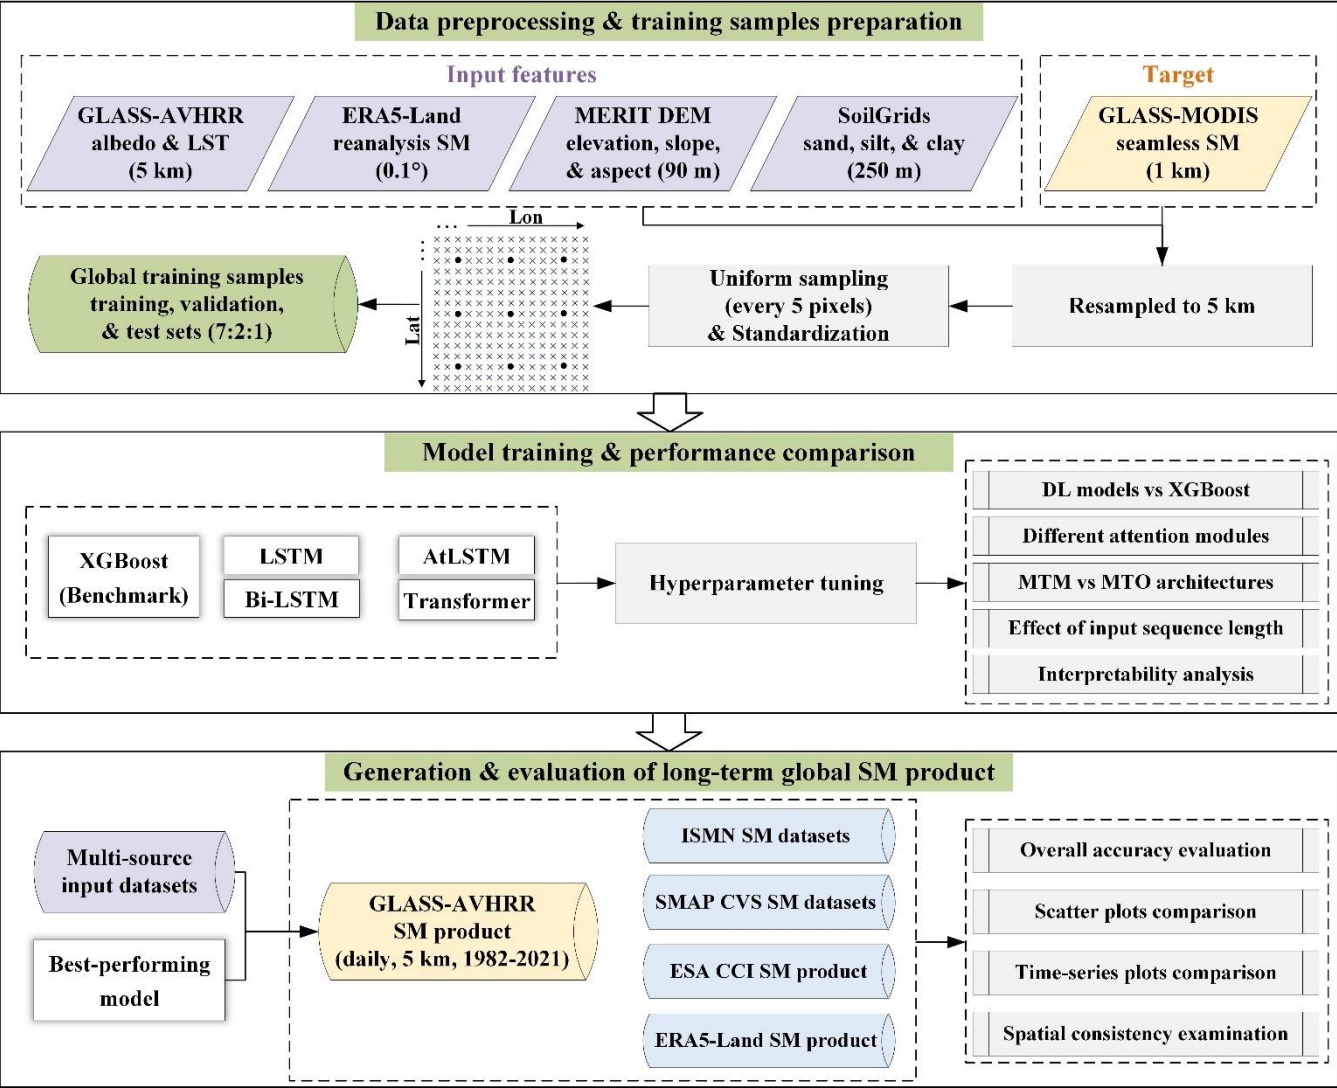 Data preprocessing & training samples preparation
Input features
Target
GLASS-AVHRR
albedo & LST
(5 km)
ERA5-Land
reanalysis SM
(0.1°)
MERIT DEM
elevation, slope,
& aspect (90 m)
SoilGrids
sand, silt, & clay
(250 m)
GLASS-MODIS
seamless SM
(1 km)
Global training samples
training, validation,
& test sets (7:2:1)
... Lon
... Lat
Uniform sampling
(every 5 pixels)
& Standardization
Resampled to 5 km
Model training & performance comparison
XGBoost
(Benchmark)
LSTM
Bi-LSTM
AtLSTM
Transformer
Hyperparameter tuning
DL models vs XGBoost
Different attention modules
MTM vs MTO architectures
Effect of input sequence length
Interpretability analysis
Generation & evaluation of long-term global SM product
Multi-source
input datasets
Best-performing
model
GLASS-AVHRR
SM product
(daily, 5 km, 1982-2021)
ISMN SM datasets
SMAP CVS SM datasets
ESA CCI SM product
ERA5-Land SM product
Overall accuracy evaluation
Scatter plots comparison
Time-series plots comparison
Spatial consistency examination